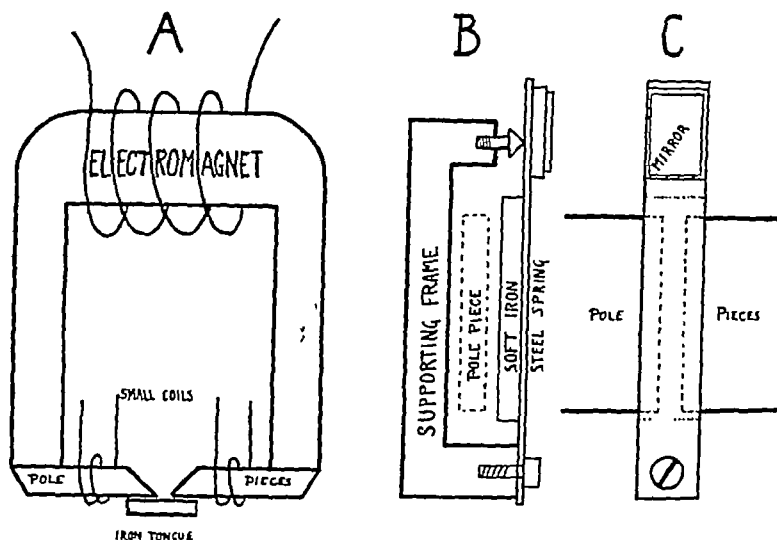 A
B
C
ELECTROMAGNET
SMALL COILS
POLE
PIECES
IRON TONGUE
SUPPORTING FRAME
POLE PIECE
SOFT IRON
STEEL SPRING
MIRROR
POLE
PIECES